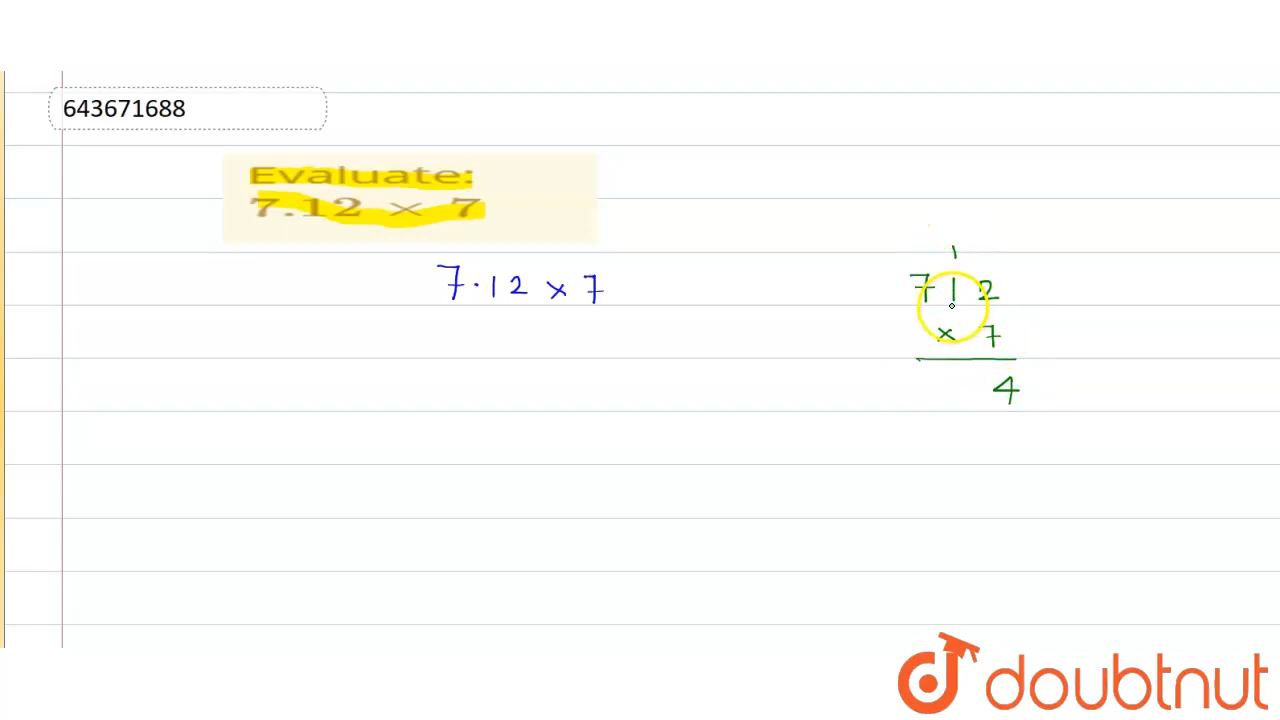 643671688
Evaluate:
7.12 × 7
7.12 × 7
1
712
× 7
4
doubtnut